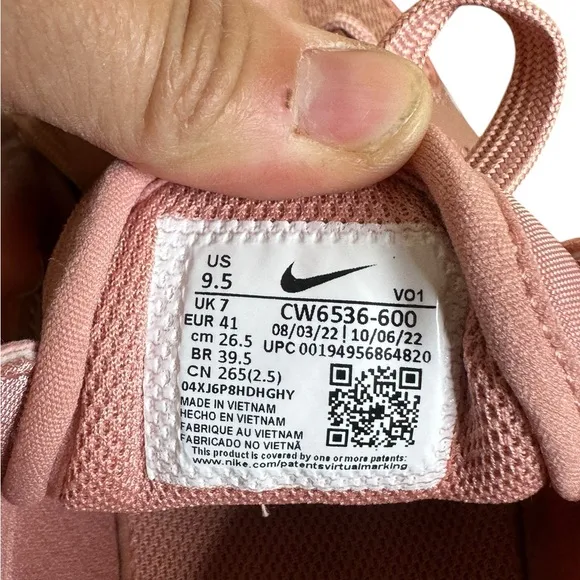 US
9.5
VO1
UK 7
CW6536-600
EUR 41
08/03/22 | 10/06/22
cm 26.5
UPC 00194956864820
BR 39.5
CN 265(2.5)
04XJ6P8HDHGHY
MADE IN VIETNAM
HECHO EN VIETNAM
FABRIQUE AU VIETNAM
FABRICADO NO VIETNÃ
This product is covered by one or more patents:
www.nike.com/patentsvirtualmarking